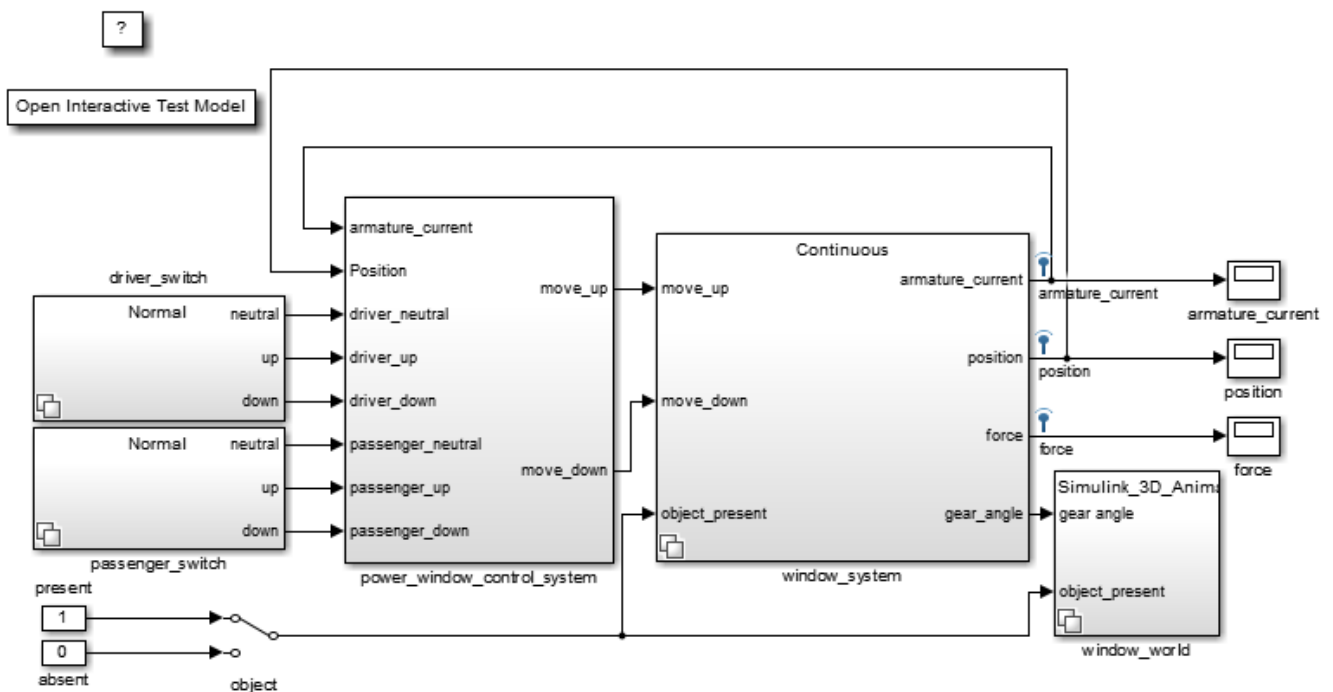 ?
Open Interactive Test Model
driver_switch
Normal
neutral
up
down
Normal
neutral
up
down
passenger_switch
armature_current
Position
driver_neutral
driver_up
driver_down
passenger_neutral
passenger_up
passenger_down
move_up
move_down
power_window_control_system
Continuous
move_up
move_down
object_present
armature_current
position
force
gear_angle
window_system
armature_current
position
force
armature_current
position
force
Simulink_3D_Anima
gear angle
object_present
window_world
present
1
0
absent
object